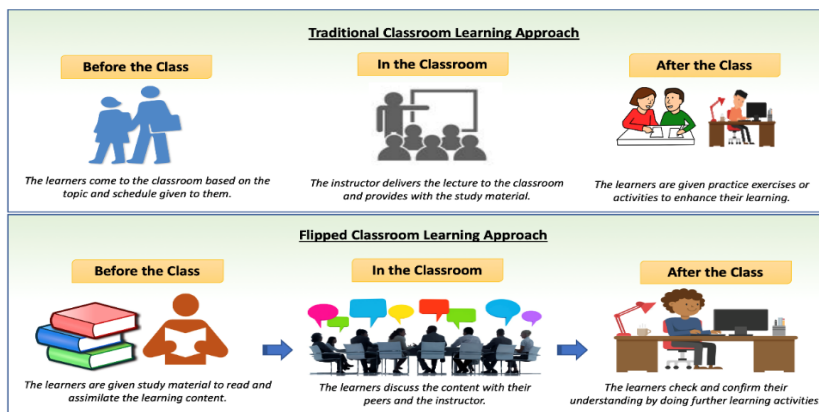 Traditional Classroom Learning Approach
Before the Class
In the Classroom
After the Class
The learners come to the classroom based on the
topic and schedule given to them.
The instructor delivers the lecture to the classroom
and provides with the study material.
The learners are given practice exercises or
activities to enhance their learning.
Flipped Classroom Learning Approach
Before the Class
In the Classroom
After the Class
The learners are given study material to read and
assimilate the learning content.
The learners discuss the content with their
peers and the instructor.
The learners check and confirm their
understanding by doing further learning activities